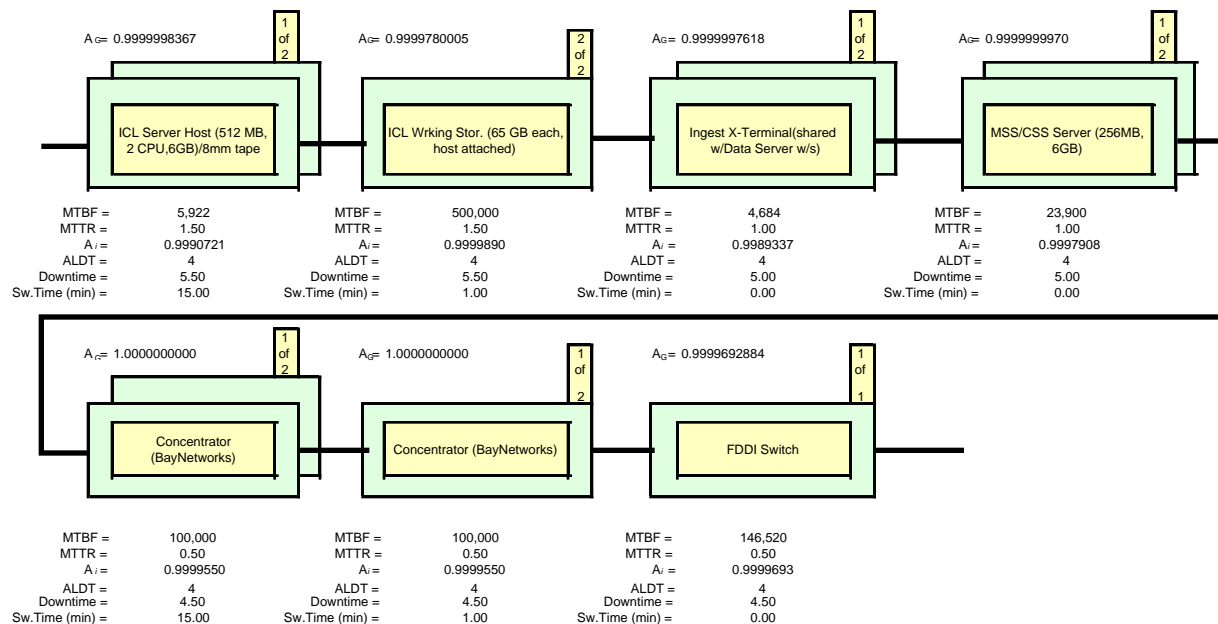 AG= 0.9999998367
1
of
2
AG= 0.9999780005
2
of
2
AG= 0.9999997618
1
of
2
AG= 0.9999999970
1
of
2
ICL Server Host (512 MB,
2 CPU,6GB)/8mm tape
ICL Wrking Stor. (65 GB each,
host attached)
Ingest X-Terminal(shared
w/Data Server w/s)
MSS/CSS Server (256MB,
6GB)
MTBF = 5,922 MTBF = 500,000 MTBF = 4,684 MTBF = 23,900
MTTR = 1.50 MTTR = 1.50 MTTR = 1.00 MTTR = 1.00
Ai = 0.9990721 Ai = 0.9999890 Ai = 0.9989337 Ai = 0.9997908
ALDT = 4 ALDT = 4 ALDT = 4 ALDT = 4
Downtime = 5.50 Downtime = 5.50 Downtime = 5.00 Downtime = 5.00
Sw.Time (min) = 15.00 Sw.Time (min) = 1.00 Sw.Time (min) = 0.00 Sw.Time (min) = 0.00
AG= 1.0000000000
1
of
2
AG= 1.0000000000
1
of
2
AG= 0.9999692884
1
of
1
Concentrator
(BayNetworks)
Concentrator (BayNetworks)
FDDI Switch
MTBF = 100,000 MTBF = 100,000 MTBF = 146,520
MTTR = 0.50 MTTR = 0.50 MTTR = 0.50
Ai = 0.9999550 Ai = 0.9999550 Ai = 0.9999693
ALDT = 4 ALDT = 4 ALDT = 4
Downtime = 4.50 Downtime = 4.50 Downtime = 4.50
Sw.Time (min) = 15.00 Sw.Time (min) = 1.00 Sw.Time (min) = 0.00